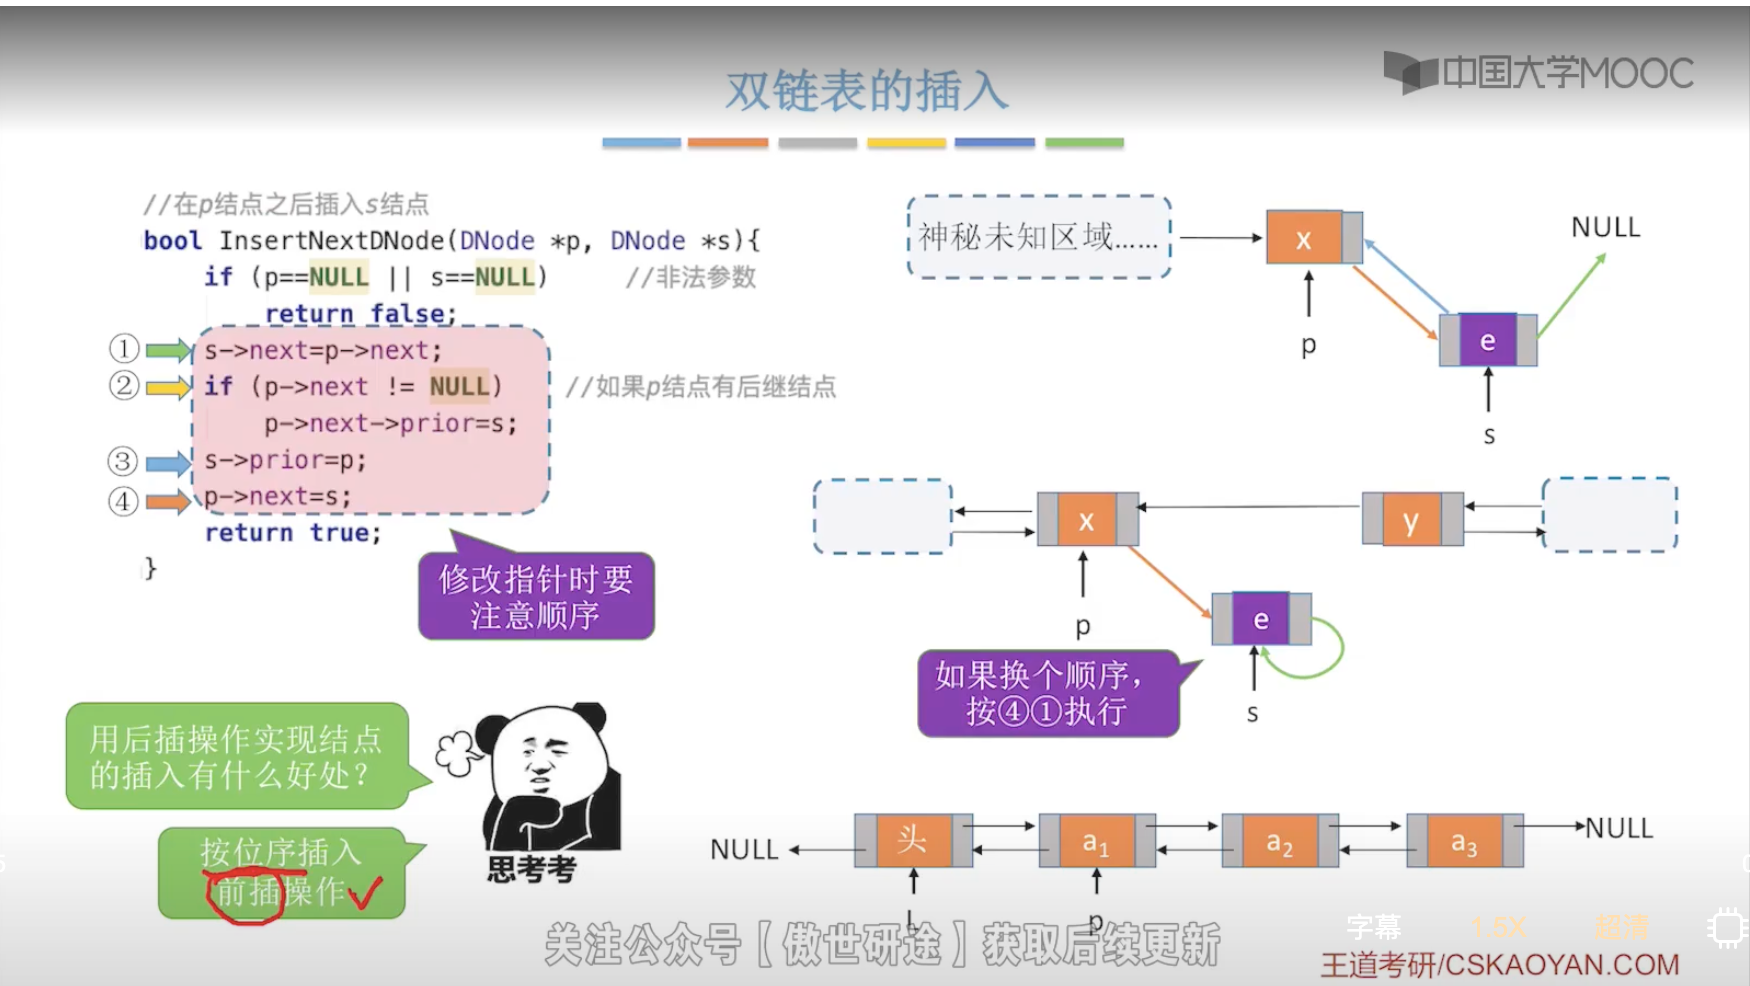 中国大学MOOC
双链表的插入
//在p结点之后插入s结点
bool InsertNextDNode(DNode *p, DNode *s){
if (p==NULL || s==NULL) //非法参数
return false;
① s->next=p->next;
② if (p->next != NULL) //如果p结点有后继结点
p->next->prior=s;
③ s->prior=p;
④ p->next=s;
return true;
}
修改指针时要
注意顺序
神秘未知区域……
x
NULL
p
e
s
x
y
p
e
如果换个顺序，
按④①执行
s
用后插操作实现结点
的插入有什么好处？
按位序插入
前插操作
思考考
NULL
头
a1
a2
a3
NULL
L
p
关注公众号【傲世研途】获取后续更新
字幕
1.5X
超清
王道考研/CSKAOYAN.COM